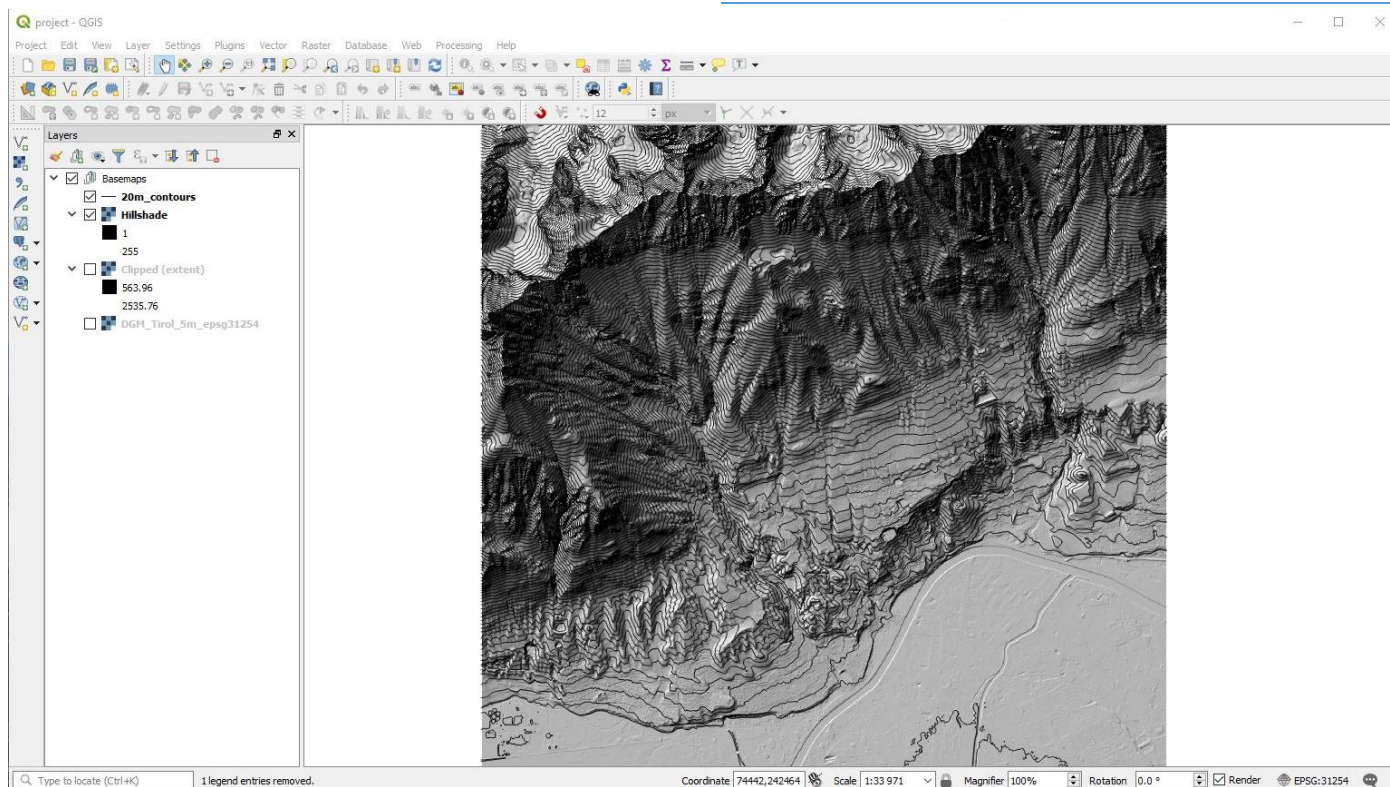 project - QGIS
Project Edit View Layer Settings Plugins Vector Raster Database Web Processing Help
12 px
Layers
Basemaps
20m_contours
Hillshade
1
255
Clipped (extent)
563.96
2535.76
DGM_Tirol_5m_epsg31254
Type to locate (Ctrl+K) 1 legend entries removed. Coordinate 74442,242464 Scale 1:33 971 Magnifier 100% Rotation 0.0 ° Render EPSG:31254